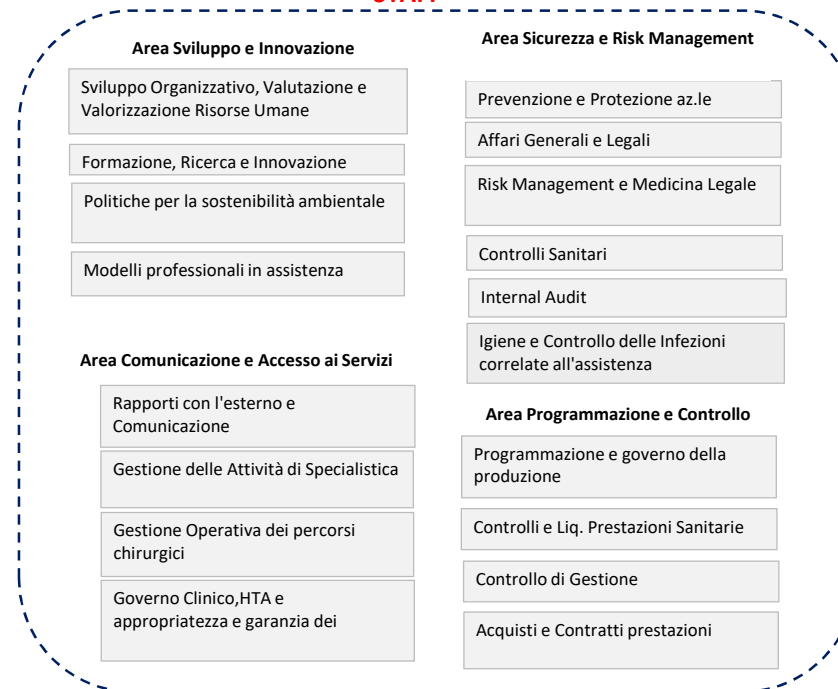 Area Sviluppo e Innovazione
Sviluppo Organizzativo, Valutazione e
Valorizzazione Risorse Umane
Formazione, Ricerca e Innovazione
Politiche per la sostenibilità ambientale
Modelli professionali in assistenza
Area Comunicazione e Accesso ai Servizi
Rapporti con l'esterno e
Comunicazione
Gestione delle Attività di Specialistica
Gestione Operativa dei percorsi
chirurgici
Governo Clinico,HTA e
appropriatezza e garanzia dei
Area Sicurezza e Risk Management
Prevenzione e Protezione az.le
Affari Generali e Legali
Risk Management e Medicina Legale
Controlli Sanitari
Internal Audit
Igiene e Controllo delle Infezioni
correlate all'assistenza
Area Programmazione e Controllo
Programmazione e governo della
produzione
Controlli e Liq. Prestazioni Sanitarie
Controllo di Gestione
Acquisti e Contratti prestazioni